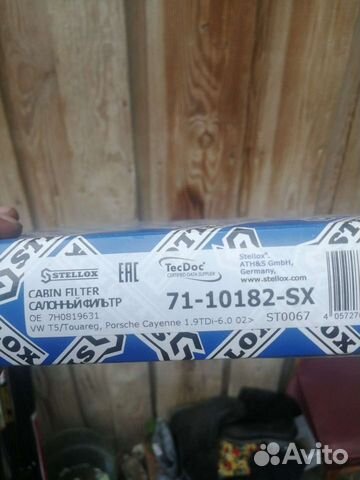 STELLOX
EAC
TecDoc
CERTIFIED DATA SUPPLIER
Stellox®
ATH&S GmbH,
Germany,
www.stellox.com
CABIN FILTER
САЛОННЫЙ ФИЛЬТР
71-10182-SX
OE 7H0819631
VW T5/Touareg, Porsche Cayenne 1.9TDi-6.0 02>
ST0067
STELLOX
Avito